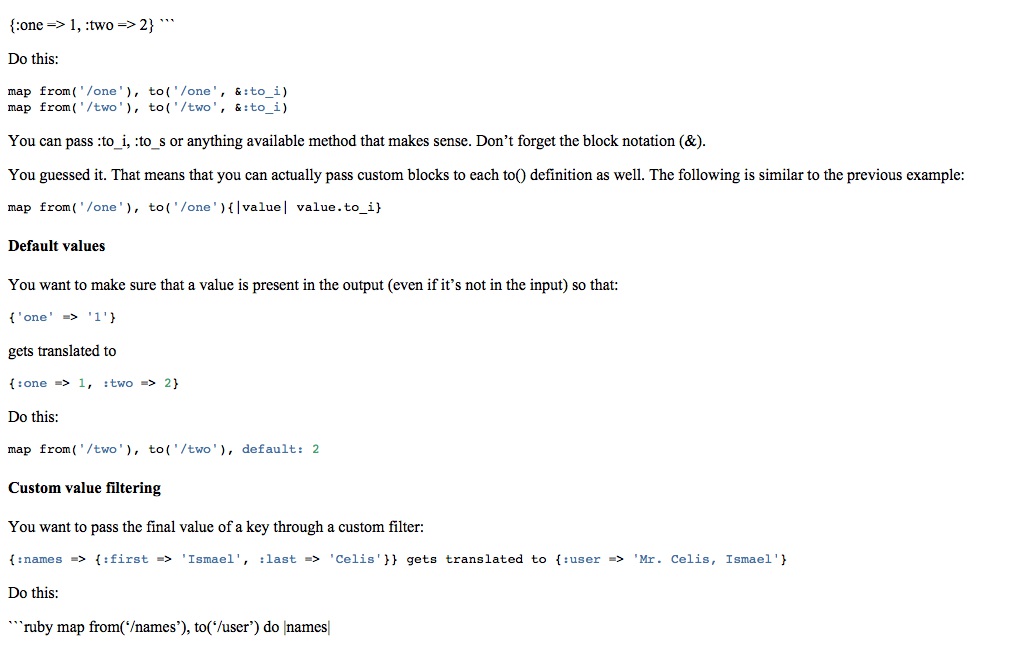 {:one => 1, :two => 2} ```
Do this:
map from('/one'), to('/one', &:to_i)
map from('/two'), to('/two', &:to_i)
You can pass :to_i, :to_s or anything available method that makes sense. Don’t forget the block notation (&).
You guessed it. That means that you can actually pass custom blocks to each to() definition as well. The following is similar to the previous example:
map from('/one'), to('/one'){|value| value.to_i}
Default values
You want to make sure that a value is present in the output (even if it’s not in the input) so that:
{'one' => '1'}
gets translated to
{:one => 1, :two => 2}
Do this:
map from('/two'), to('/two'), default: 2
Custom value filtering
You want to pass the final value of a key through a custom filter:
{:names => {:first => 'Ismael', :last => 'Celis'}} gets translated to {:user => 'Mr. Celis, Ismael'}
Do this:
```ruby map from(‘/names’), to(‘/user’) do |names|